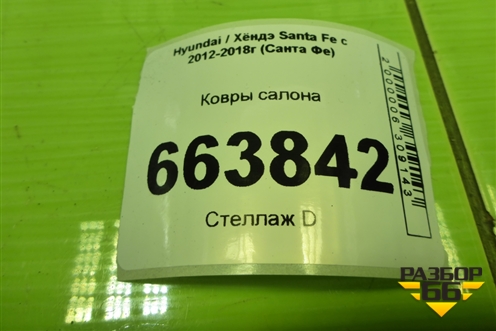 Hyundai / Хёндэ Santa Fe с
2012-2018г (Санта Фе)
Ковры салона
663842
Стеллаж D
2000006309143
РАЗБОР
66